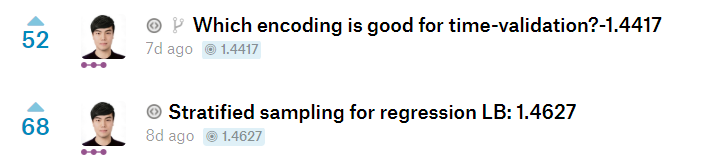 52
Which encoding is good for time-validation?-1.4417
7d ago 1.4417
68
Stratified sampling for regression LB: 1.4627
8d ago 1.4627